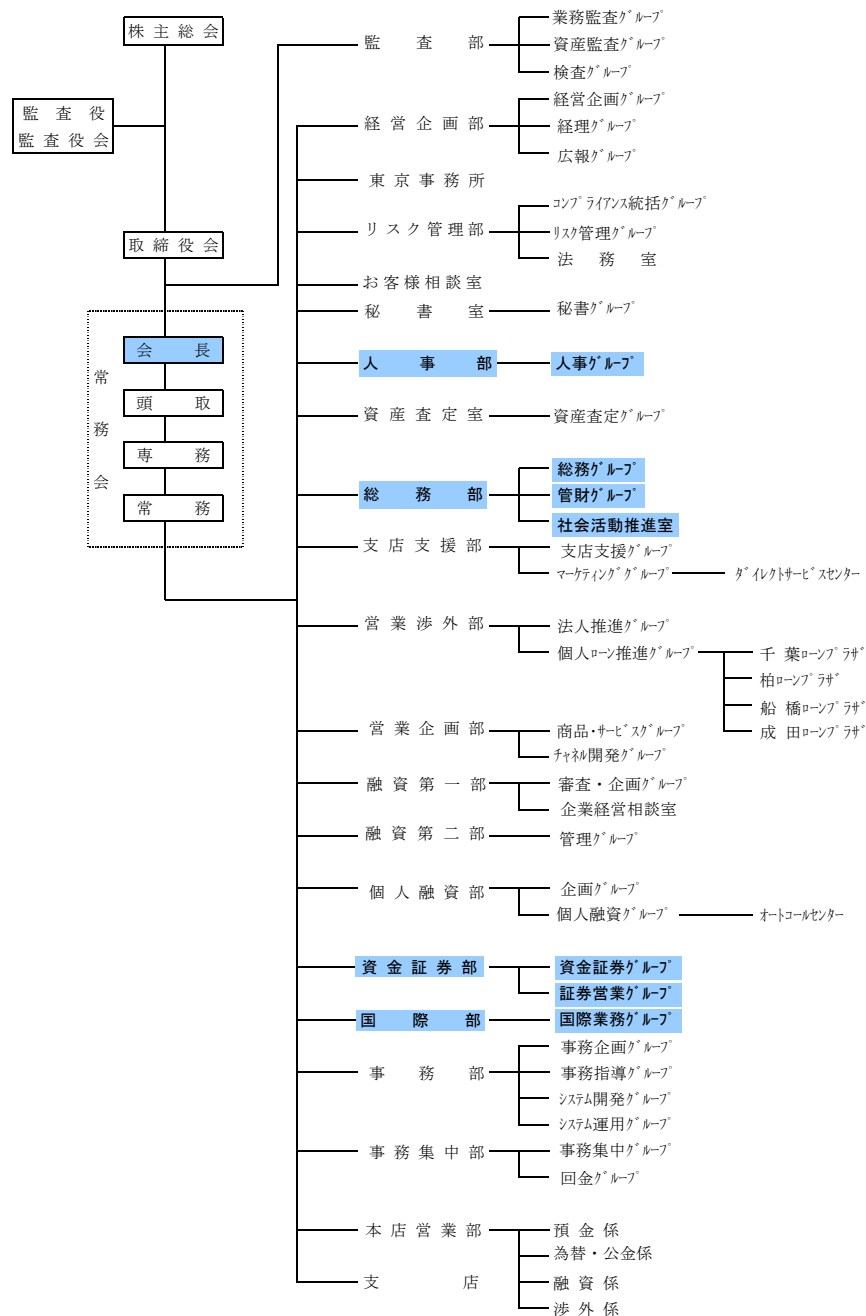 株主総会
監査役
監査役会
取締役会
常務会
会長
頭取
専務
常務
監査部
業務監査ｸﾞﾙｰﾌﾟ
資産監査ｸﾞﾙｰﾌﾟ
検査ｸﾞﾙｰﾌﾟ
経営企画部
経営企画ｸﾞﾙｰﾌﾟ
経理ｸﾞﾙｰﾌﾟ
広報ｸﾞﾙｰﾌﾟ
東京事務所
リスク管理部
ｺﾝﾌﾟﾗｲｱﾝｽ統括ｸﾞﾙｰﾌﾟ
ﾘｽｸ管理ｸﾞﾙｰﾌﾟ
法務室
お客様相談室
秘書室
秘書ｸﾞﾙｰﾌﾟ
人事部
人事ｸﾞﾙｰﾌﾟ
資産査定室
資産査定ｸﾞﾙｰﾌﾟ
総務部
総務ｸﾞﾙｰﾌﾟ
管財ｸﾞﾙｰﾌﾟ
社会活動推進室
支店支援部
支店支援ｸﾞﾙｰﾌﾟ
ﾏｰｹﾃｨﾝｸﾞｸﾞﾙｰﾌﾟ
ﾀﾞｲﾚｸﾄｻｰﾋﾞｽｾﾝﾀｰ
営業渉外部
法人推進ｸﾞﾙｰﾌﾟ
個人ﾛｰﾝ推進ｸﾞﾙｰﾌﾟ
千 葉ﾛｰﾝﾌﾟﾗｻﾞ
柏ﾛｰﾝﾌﾟﾗｻﾞ
船 橋ﾛｰﾝﾌﾟﾗｻﾞ
成 田ﾛｰﾝﾌﾟﾗｻﾞ
営業企画部
商品・ｻｰﾋﾞｽｸﾞﾙｰﾌﾟ
ﾁｬﾈﾙ開発ｸﾞﾙｰﾌﾟ
融資第一部
審査・企画ｸﾞﾙｰﾌﾟ
企業経営相談室
融資第二部
管理ｸﾞﾙｰﾌﾟ
個人融資部
企画ｸﾞﾙｰﾌﾟ
個人融資ｸﾞﾙｰﾌﾟ
ｵｰﾄｺｰﾙｾﾝﾀｰ
資金証券部
資金証券ｸﾞﾙｰﾌﾟ
証券営業ｸﾞﾙｰﾌﾟ
国際部
国際業務ｸﾞﾙｰﾌﾟ
事務部
事務企画ｸﾞﾙｰﾌﾟ
事務指導ｸﾞﾙｰﾌﾟ
ｼｽﾃﾑ開発ｸﾞﾙｰﾌﾟ
ｼｽﾃﾑ運用ｸﾞﾙｰﾌﾟ
事務集中部
事務集中ｸﾞﾙｰﾌﾟ
回金ｸﾞﾙｰﾌﾟ
本店営業部
支店
預金係
為替・公金係
融資係
渉外係